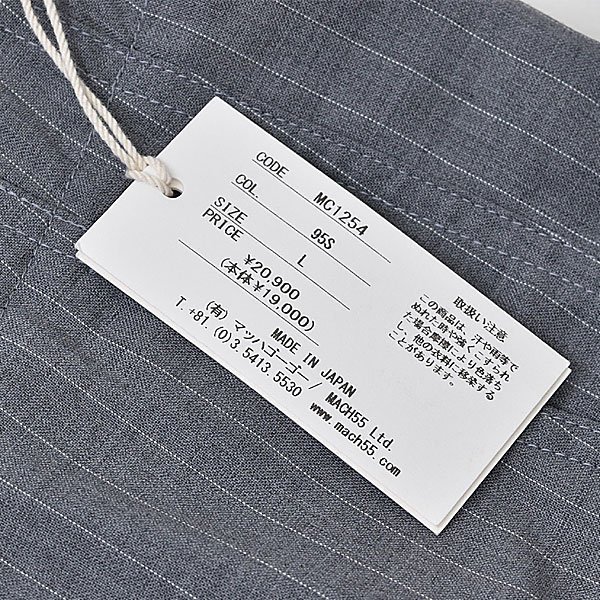 CODE MC1254
COL. 95S
SIZE L
PRICE ¥20,900
(本体¥19,000)
MADE IN JAPAN
(有) マッハゴーゴー / MACH55 Ltd.
T. +81. (0)3.5413.5530 www.mach55.com
取扱い注意
この商品は、汗や雨等で
ぬれた時や強くこすられ
た場合摩擦により色落ち
し、他の衣料に移染する
ことがあります。